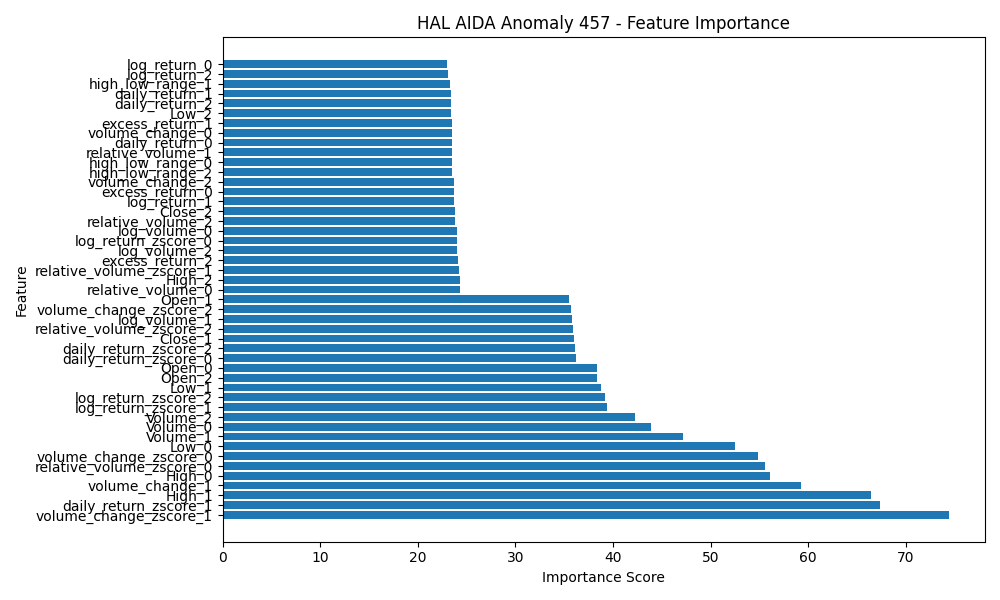 HAL AIDA Anomaly 457 - Feature Importance
log_return_0
log_return_2
high_low_range_1
daily_return_1
daily_return_2
Low_2
excess_return_1
volume_change_0
daily_return_0
relative_volume_1
high_low_range_0
high_low_range_2
volume_change_2
excess_return_0
log_return_1
Close_2
relative_volume_2
log_volume_0
log_return_zscore_0
log_volume_2
excess_return_2
relative_volume_zscore_1
High_2
relative_volume_0
Open_1
volume_change_zscore_2
log_volume_1
relative_volume_zscore_2
Close_1
daily_return_zscore_2
daily_return_zscore_0
Open_0
Open_2
Low_1
log_return_zscore_2
log_return_zscore_1
Volume_2
Volume_0
Volume_1
Low_0
volume_change_zscore_0
relative_volume_zscore_0
High_0
volume_change_1
High_1
daily_return_zscore_1
volume_change_zscore_1
Feature
0 10 20 30 40 50 60 70
Importance Score